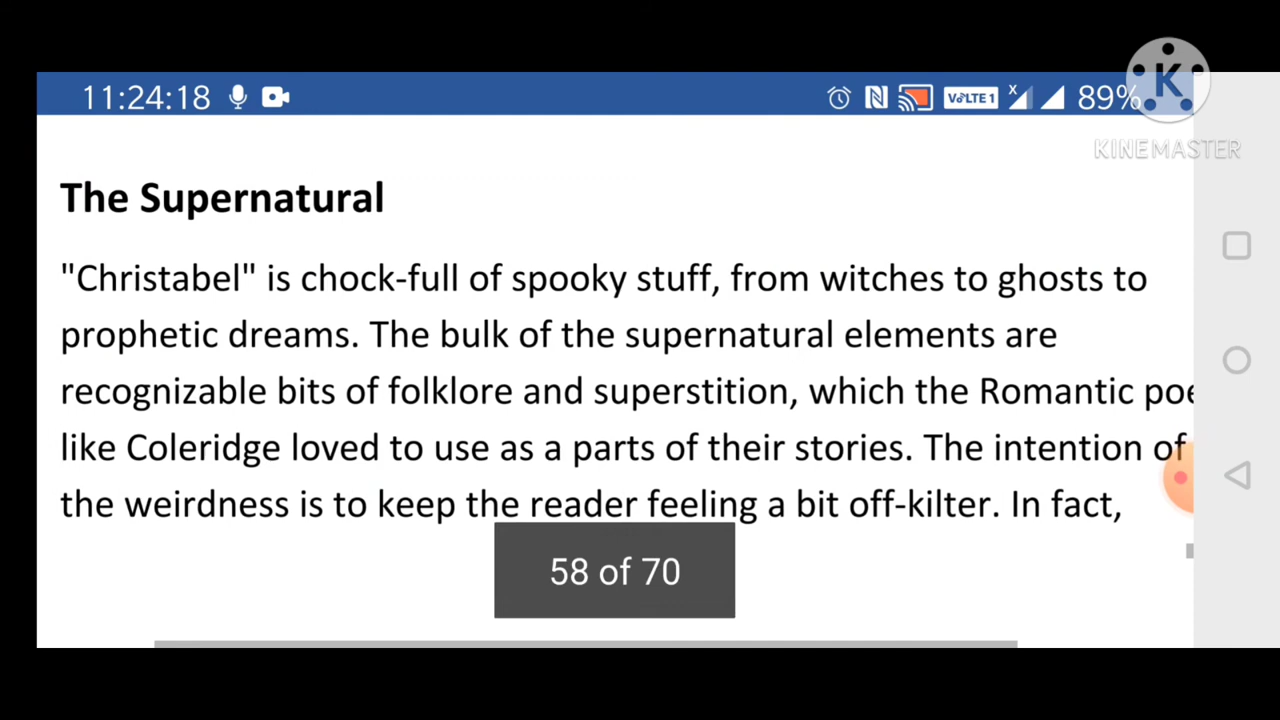 11:24:18 VoLTE 1 89%
K
KINEMASTER
The Supernatural
"Christabel" is chock-full of spooky stuff, from witches to ghosts to
prophetic dreams. The bulk of the supernatural elements are
recognizable bits of folklore and superstition, which the Romantic
like Coleridge loved to use as a parts of their stories. The intention of
the weirdness is to keep the reader feeling a bit off-kilter. In fact,
58 of 70